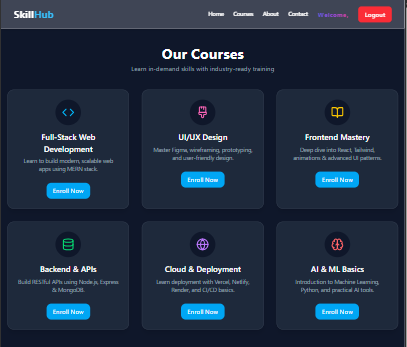 SkillHub
Home Courses About Contact Welcome, Logout
Our Courses
Learn in-demand skills with industry-ready training
Full-Stack Web
Development
Learn to build modern, scalable web
apps using MERN stack.
Enroll Now
UI/UX Design
Master Figma, wireframing, prototyping,
and user-friendly design.
Enroll Now
Frontend Mastery
Deep dive into React, Tailwind,
animations & advanced UI patterns.
Enroll Now
Backend & APIs
Build RESTful APIs using Node.js, Express
& MongoDB.
Enroll Now
Cloud & Deployment
Learn deployment with Vercel, Netlify,
Render, and CI/CD basics.
Enroll Now
AI & ML Basics
Introduction to Machine Learning,
Python, and practical AI tools.
Enroll Now